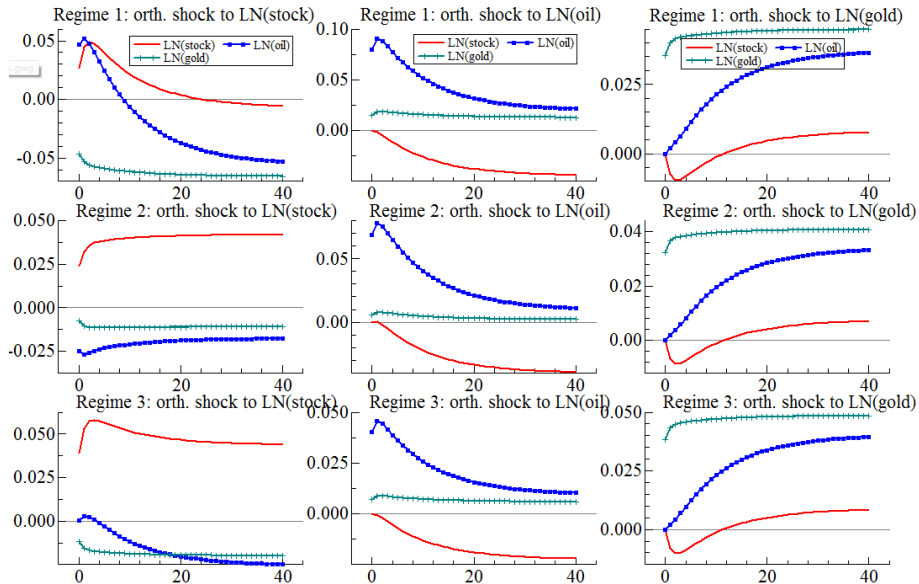 Regime 1: orth. shock to LN(stock)
0.05
0.00
-0.05
LN(stock) LN(oil)
LN(gold)
0 20 40
Regime 1: orth. shock to LN(oil)
0.10
0.05
0.00
LN(stock) LN(oil)
LN(gold)
0 20 40
Regime 1: orth. shock to LN(gold)
0.025
0.000
LN(stock) LN(oil)
LN(gold)
0 20 40
Regime 2: orth. shock to LN(stock)
0.050
0.025
0.000
-0.025
0 20 40
Regime 2: orth. shock to LN(oil)
0.05
0.00
0 20 40
Regime 2: orth. shock to LN(gold)
0.04
0.02
0.00
0 20 40
Regime 3: orth. shock to LN(stock)
0.050
0.025
0.000
0 20 40
Regime 3: orth. shock to LN(oil)
0.050
0.025
0.000
0 20 40
Regime 3: orth. shock to LN(gold)
0.050
0.025
0.000
0 20 40